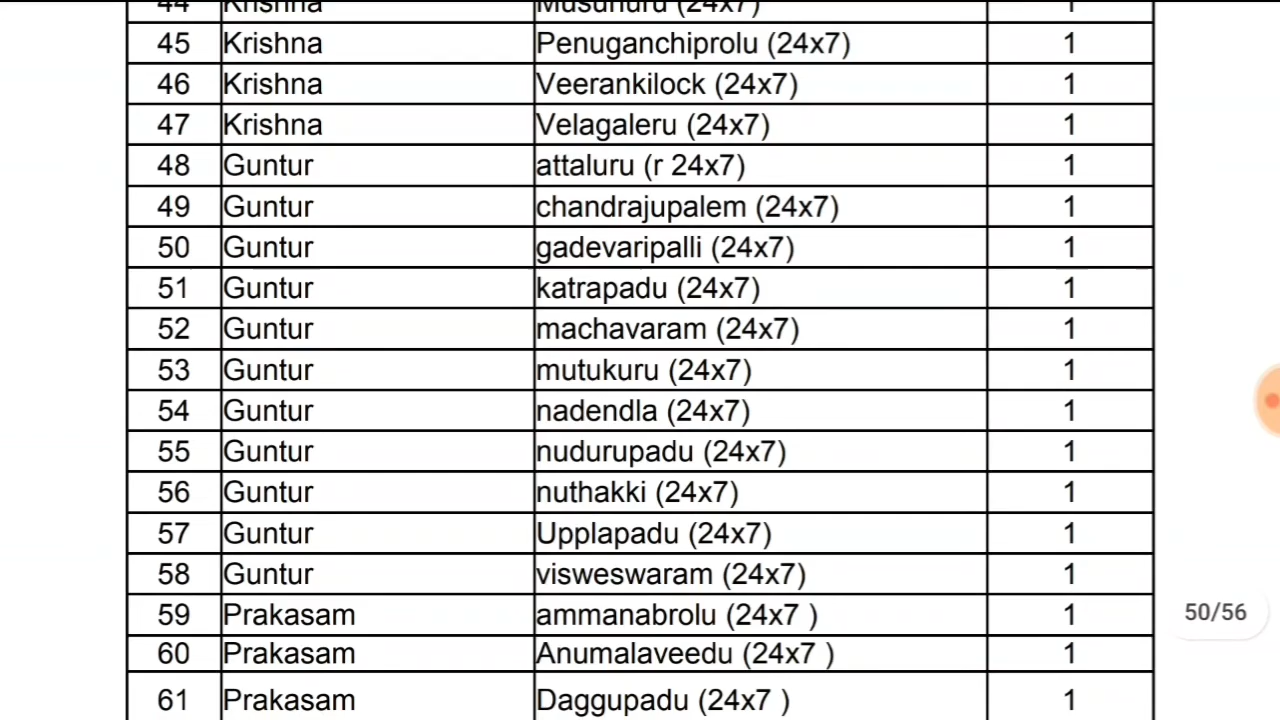 44 Krishna Musunuru (24x7) 1
45 Krishna Penuganchiprolu (24x7) 1
46 Krishna Veerankilock (24x7) 1
47 Krishna Velagaleru (24x7) 1
48 Guntur attaluru (r 24x7) 1
49 Guntur chandrajupalem (24x7) 1
50 Guntur gadevaripalli (24x7) 1
51 Guntur katrapadu (24x7) 1
52 Guntur machavaram (24x7) 1
53 Guntur mutukuru (24x7) 1
54 Guntur nadendla (24x7) 1
55 Guntur nudurupadu (24x7) 1
56 Guntur nuthakki (24x7) 1
57 Guntur Upplapadu (24x7) 1
58 Guntur visweswaram (24x7) 1
59 Prakasam ammanabrolu (24x7 ) 1
50/56
60 Prakasam Anumalaveedu (24x7 ) 1
61 Prakasam Daggupadu (24x7 ) 1